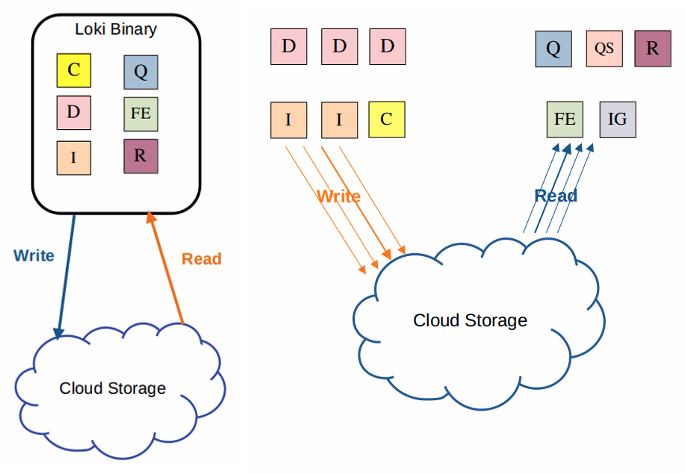 Loki Binary
C
Q
D
FE
I
R
Write
Read
Cloud Storage
D
D
D
I
I
C
Write
Q
QS
R
FE
IG
Read
Cloud Storage